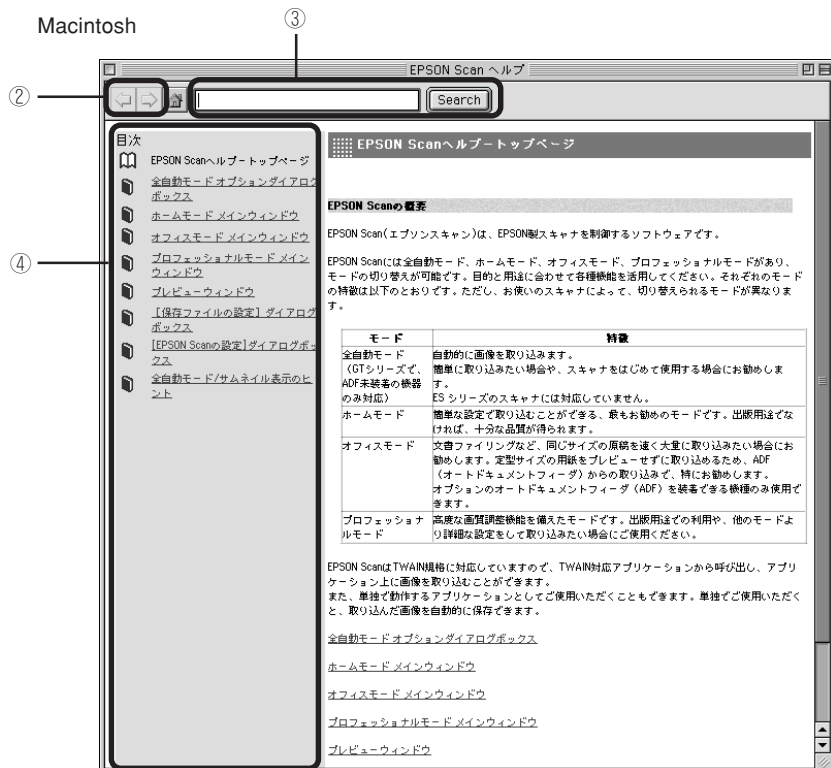 Macintosh
③
EPSON Scan ヘルプ
②
Search
④
目次
EPSON Scanヘルプートップページ
全自動モード オプションダイアログ
ボックス
ホームモード メインウィンドウ
オフィスモード メインウィンドウ
プロフェッショナルモード メイン
ウィンドウ
プレビューウィンドウ
［保存ファイルの設定］ダイアログ
ボックス
[EPSON Scanの設定]ダイアログボッ
クス
全自動モード/サムネイル表示のヒ
ント
EPSON Scanヘルプートップページ
EPSON Scanの概要
EPSON Scan(エプソンスキャン)は、EPSON製スキャナを制御するソフトウェアです。
EPSON Scanには全自動モード、ホームモード、オフィスモード、プロフェッショナルモードがあり、
モードの切り替えが可能です。目的と用途に合わせて各種機能を活用してください。それぞれのモード
の特徴は以下のとおりです。ただし、お使いのスキャナによって、切り替えられるモードが異なりま
す。
モード 特徴
全自動モード 自動的に画像を取り込みます。
（GTシリーズで、 簡単に取り込みたい場合や、スキャナをはじめて使用する場合にお勧めしま
ADF未装着の機器 す。
のみ対応） ES シリーズのスキャナには対応していません。
ホームモード 簡単な設定で取り込むことができる、最もお勧めのモードです。出版用途でな
ければ、十分な品質が得られます。
オフィスモード 文書ファイリングなど、同じサイズの原稿を速く大量に取り込みたい場合にお
勧めします。定型サイズの用紙をプレビューせずに取り込めるため、ADF
（オートドキュメントフィーダ）からの取り込みで、特にお勧めします。
オプションのオートドキュメントフィーダ（ADF）を装着できる機種のみ使用で
きます。
プロフェッショナ 高度な画質調整機能を備えたモードです。出版用途での利用や、他のモードよ
ルモード り詳細な設定をして取り込みたい場合にご使用ください。
EPSON ScanはTWAIN規格に対応していますので、TWAIN対応アプリケーションから呼び出し、アプリ
ケーション上に画像を取り込むことができます。
また、単独で動作するアプリケーションとしてご使用いただくこともできます。単独でご使用いただく
と、取り込んだ画像を自動的に保存できます。
全自動モード オプションダイアログボックス
ホームモード メインウィンドウ
オフィスモード メインウィンドウ
プロフェッショナルモード メインウィンドウ
プレビューウィンドウ